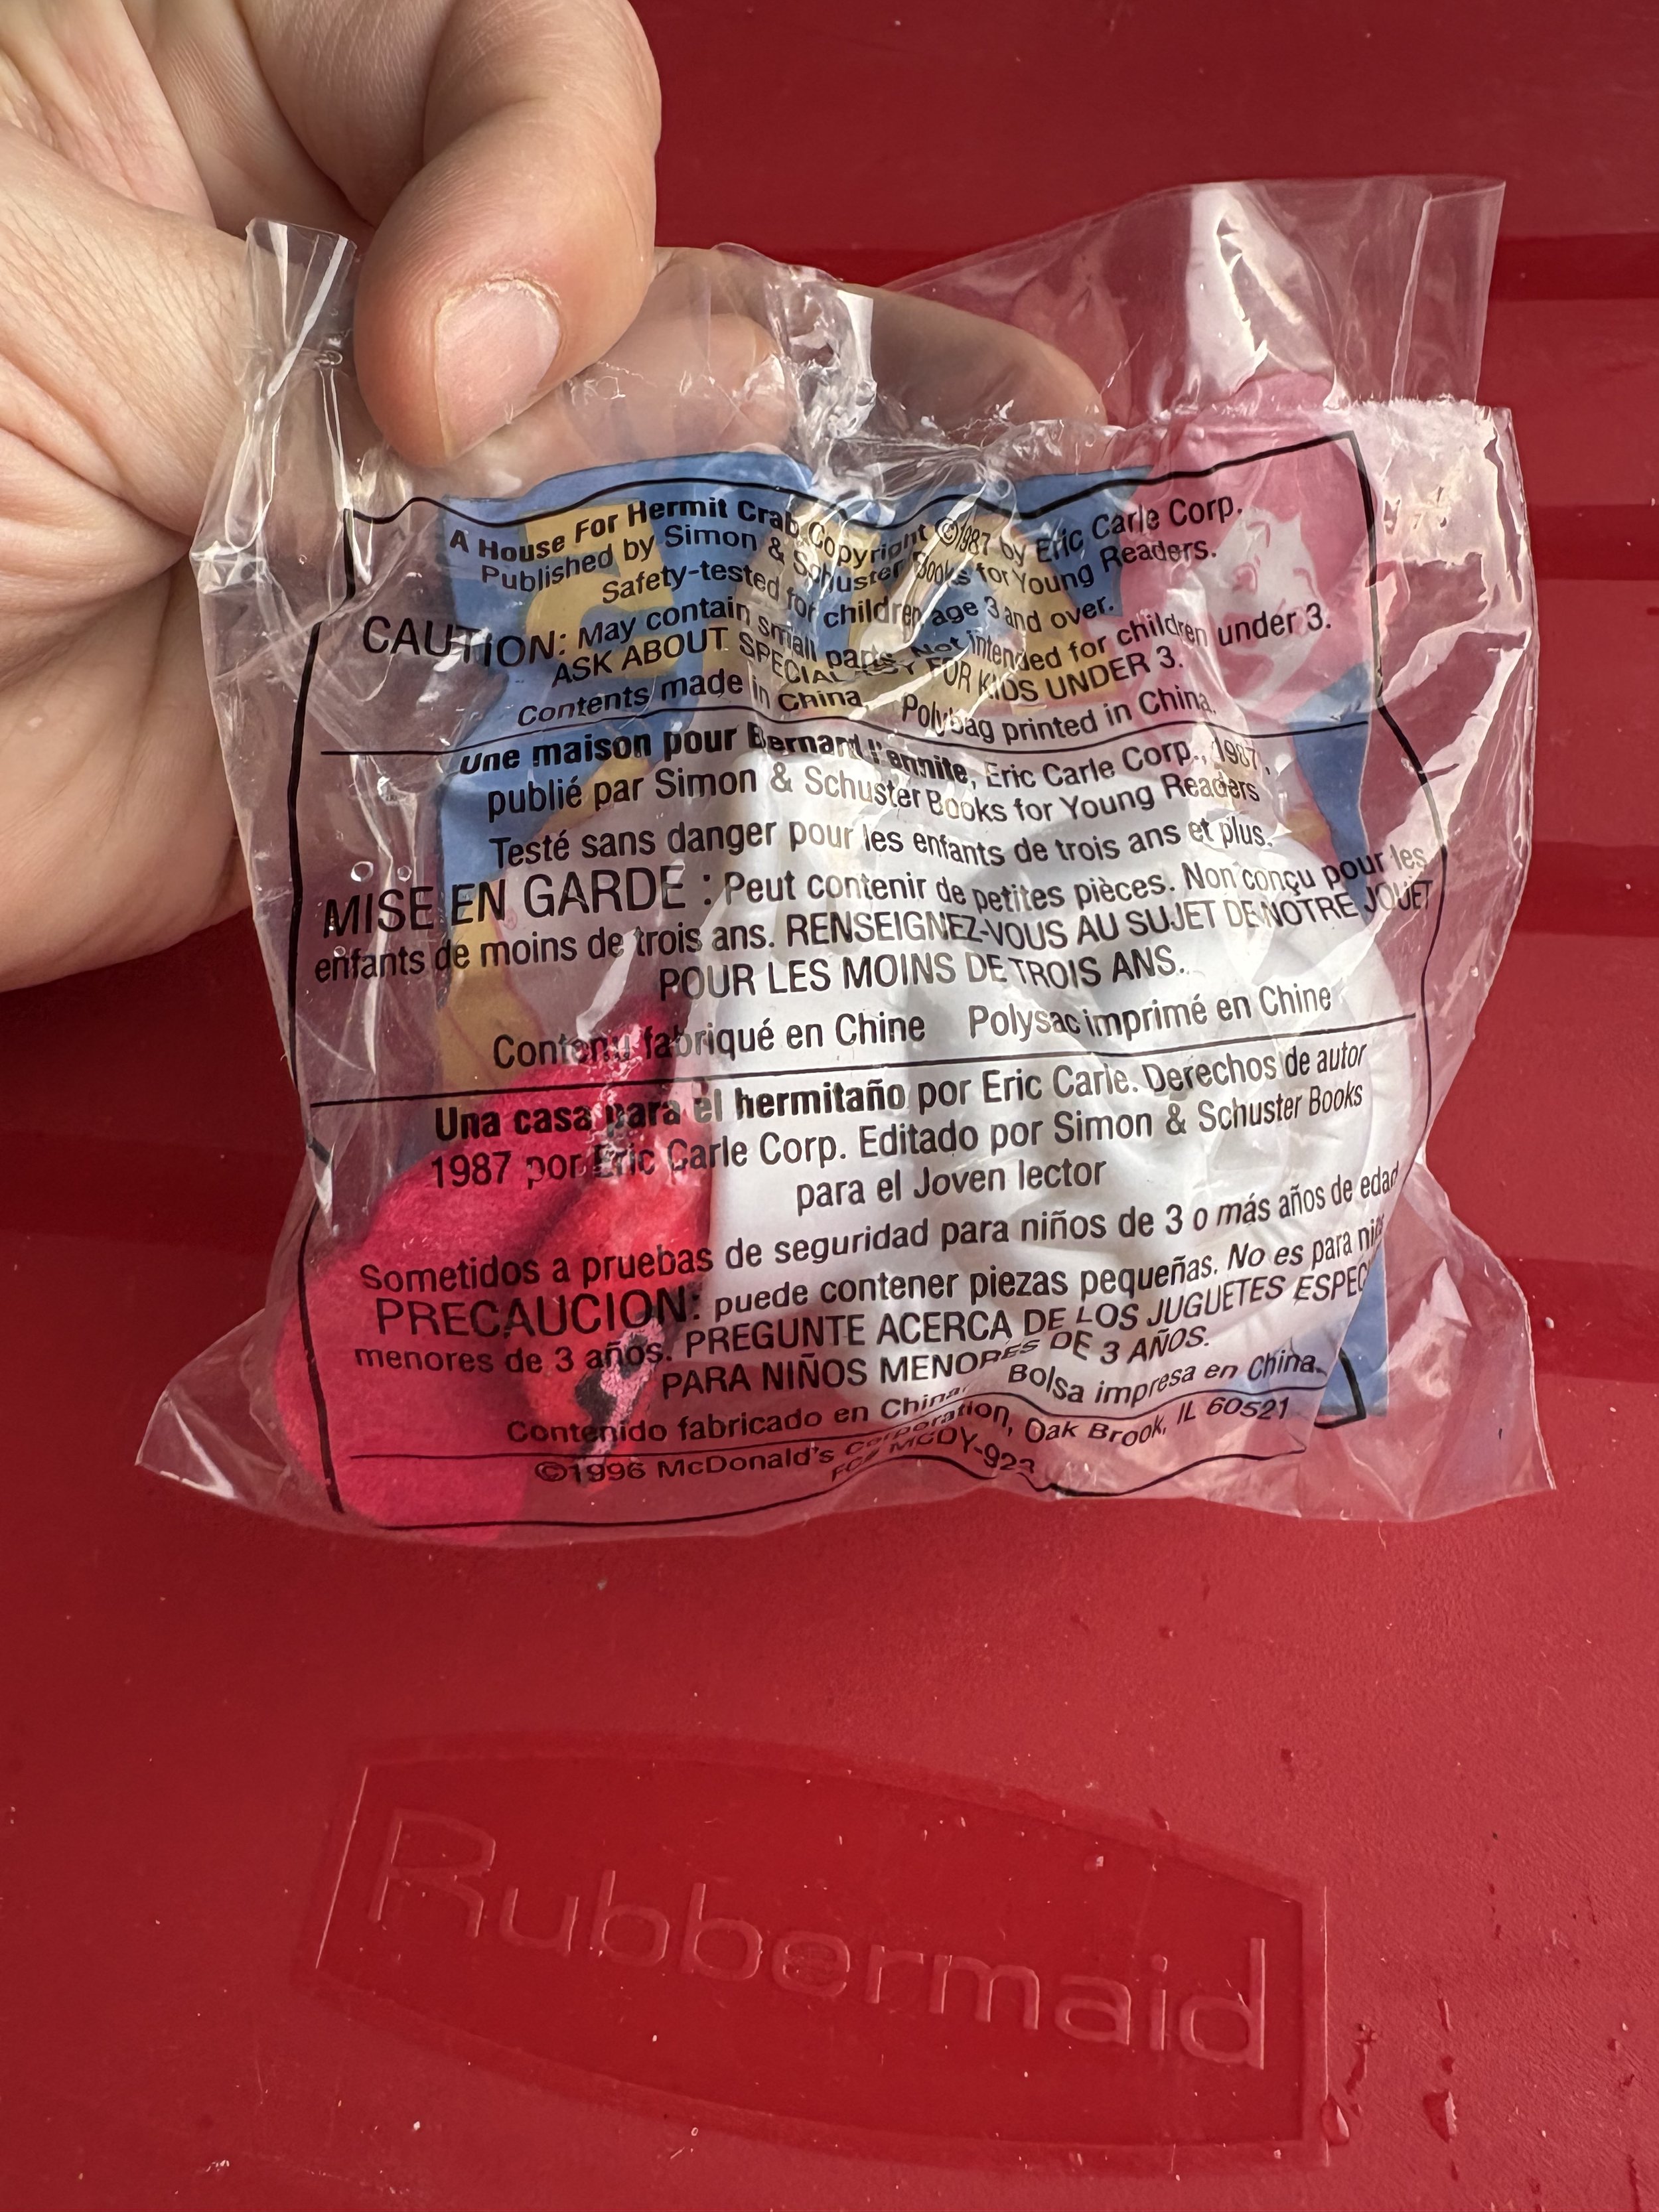 A House For Hermit Crab Copyright ©1987 by Eric Carle Corp.
Published by Simon & Schuster Books for Young Readers.
Safety-tested for children age 3 and over.
CAUTION: May contain small parts. Not intended for children under 3.
ASK ABOUT SPECIAL TOY FOR KIDS UNDER 3.
Contents made in China. Polybag printed in China.
Une maison pour Bernard l'ermite, Eric Carle Corp., 1987,
publié par Simon & Schuster Books for Young Readers
Testé sans danger pour les enfants de trois ans et plus.
MISE EN GARDE : Peut contenir de petites pièces. Non conçu pour les
enfants de moins de trois ans. RENSEIGNEZ-VOUS AU SUJET DE NOTRE JOUET
POUR LES MOINS DE TROIS ANS.
Contenu fabriqué en Chine Polysac imprimé en Chine
Una casa para el hermitaño por Eric Carle. Derechos de autor
1987 por Eric Carle Corp. Editado por Simon & Schuster Books
para el Joven lector
Sometidos a pruebas de seguridad para niños de 3 o más años de edad
PRECAUCION: puede contener piezas pequeñas. No es para
menores de 3 años. PREGUNTE ACERCA DE LOS JUGUETES
PARA NIÑOS MENORES DE 3 AÑOS.
Contenido fabricado en China. Bolsa impresa en China.
©1996 McDonald's Corporation, Oak Brook, IL 60521
MCDY-923
Rubbermaid